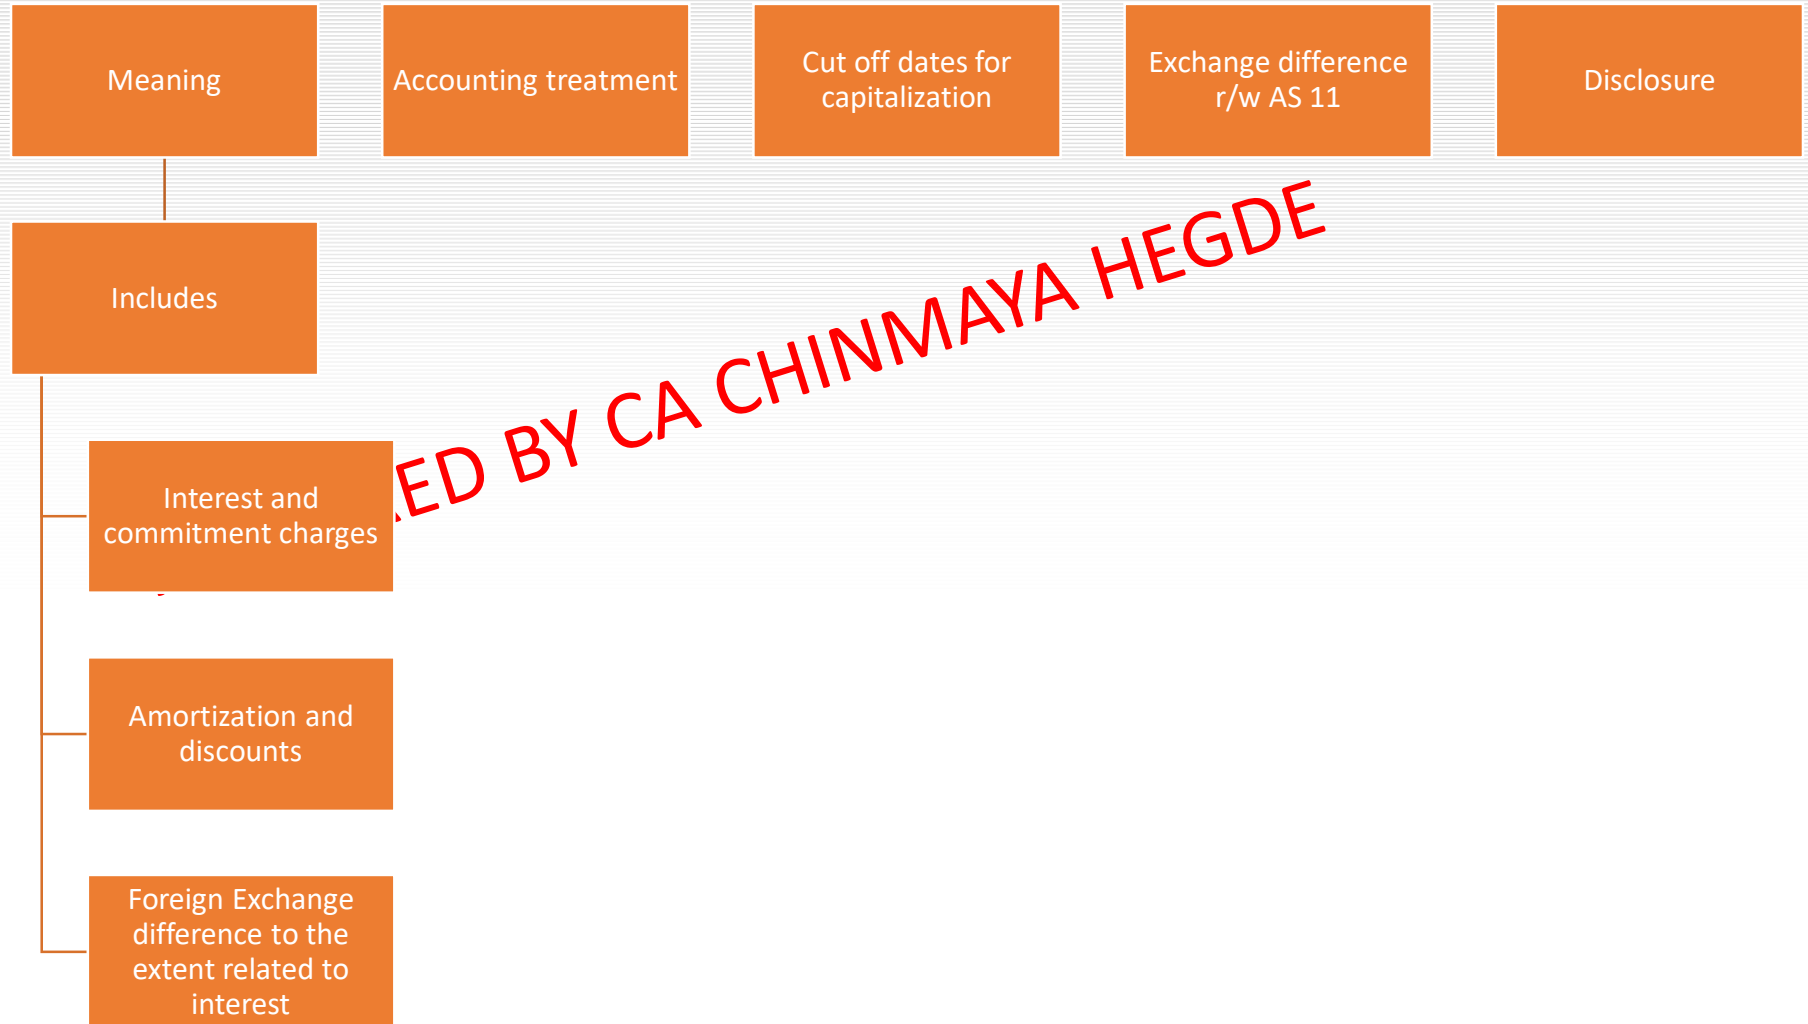 Meaning
Accounting treatment
Cut off dates for
capitalization
Exchange difference
r/w AS 11
Disclosure
Includes
BY CA CHINMAYA HEGDE
Interest and
commitment charges
Amortization and
discounts
Foreign Exchange
difference to the
extent related to
interest